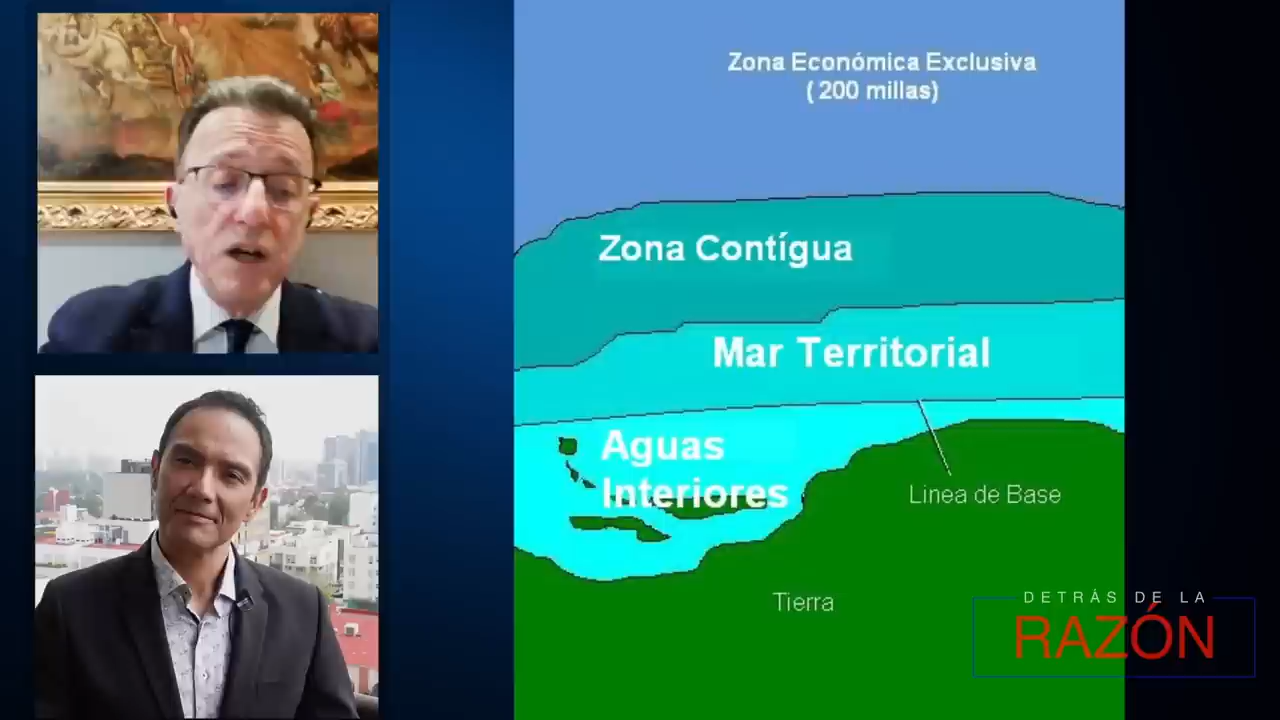 Zona Económica Exclusiva
( 200 millas)
Zona Contígua
Mar Territorial
Aguas
Interiores
Linea de Base
Tierra
DETRÁS DE LA
RAZÓN